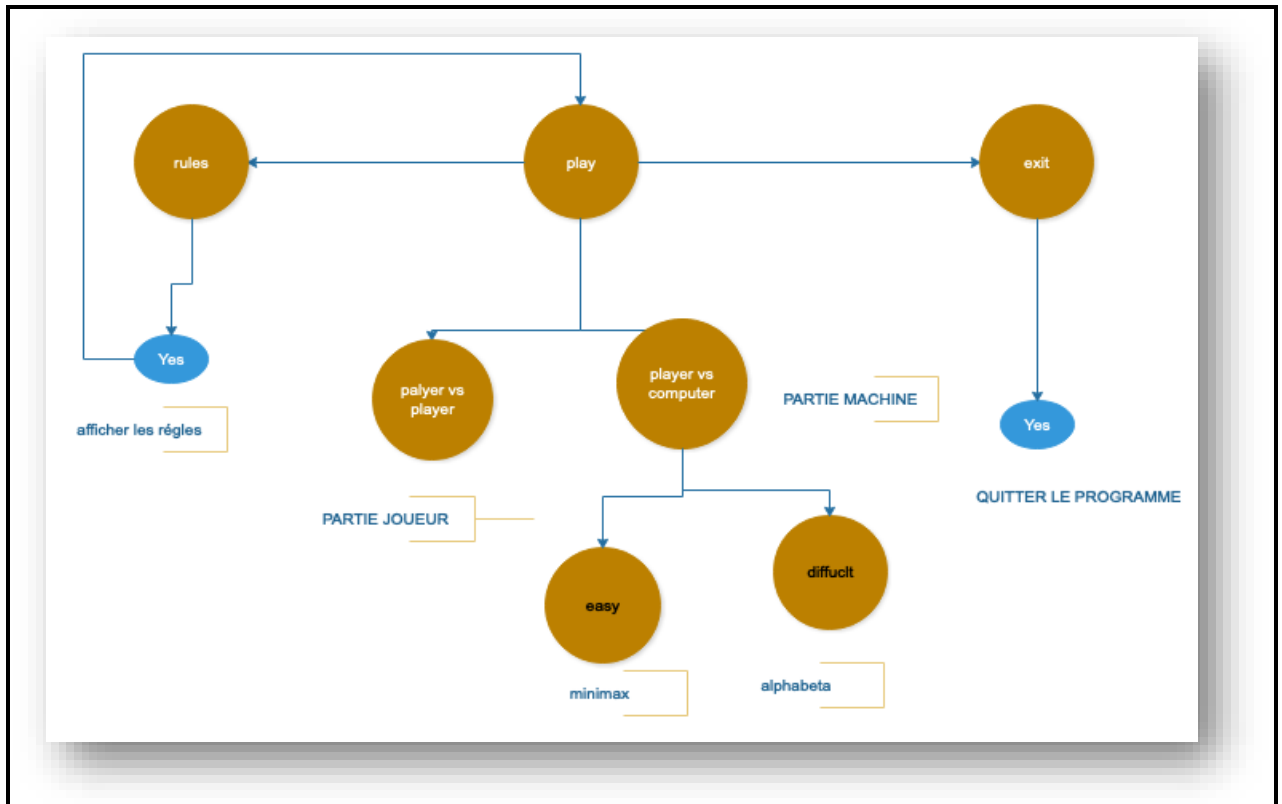 rules
play
exit
Yes
afficher les régles
palyer vs
player
player vs
computer
PARTIE MACHINE
Yes
QUITTER LE PROGRAMME
PARTIE JOUEUR
easy
diffuclt
minimax
alphabeta